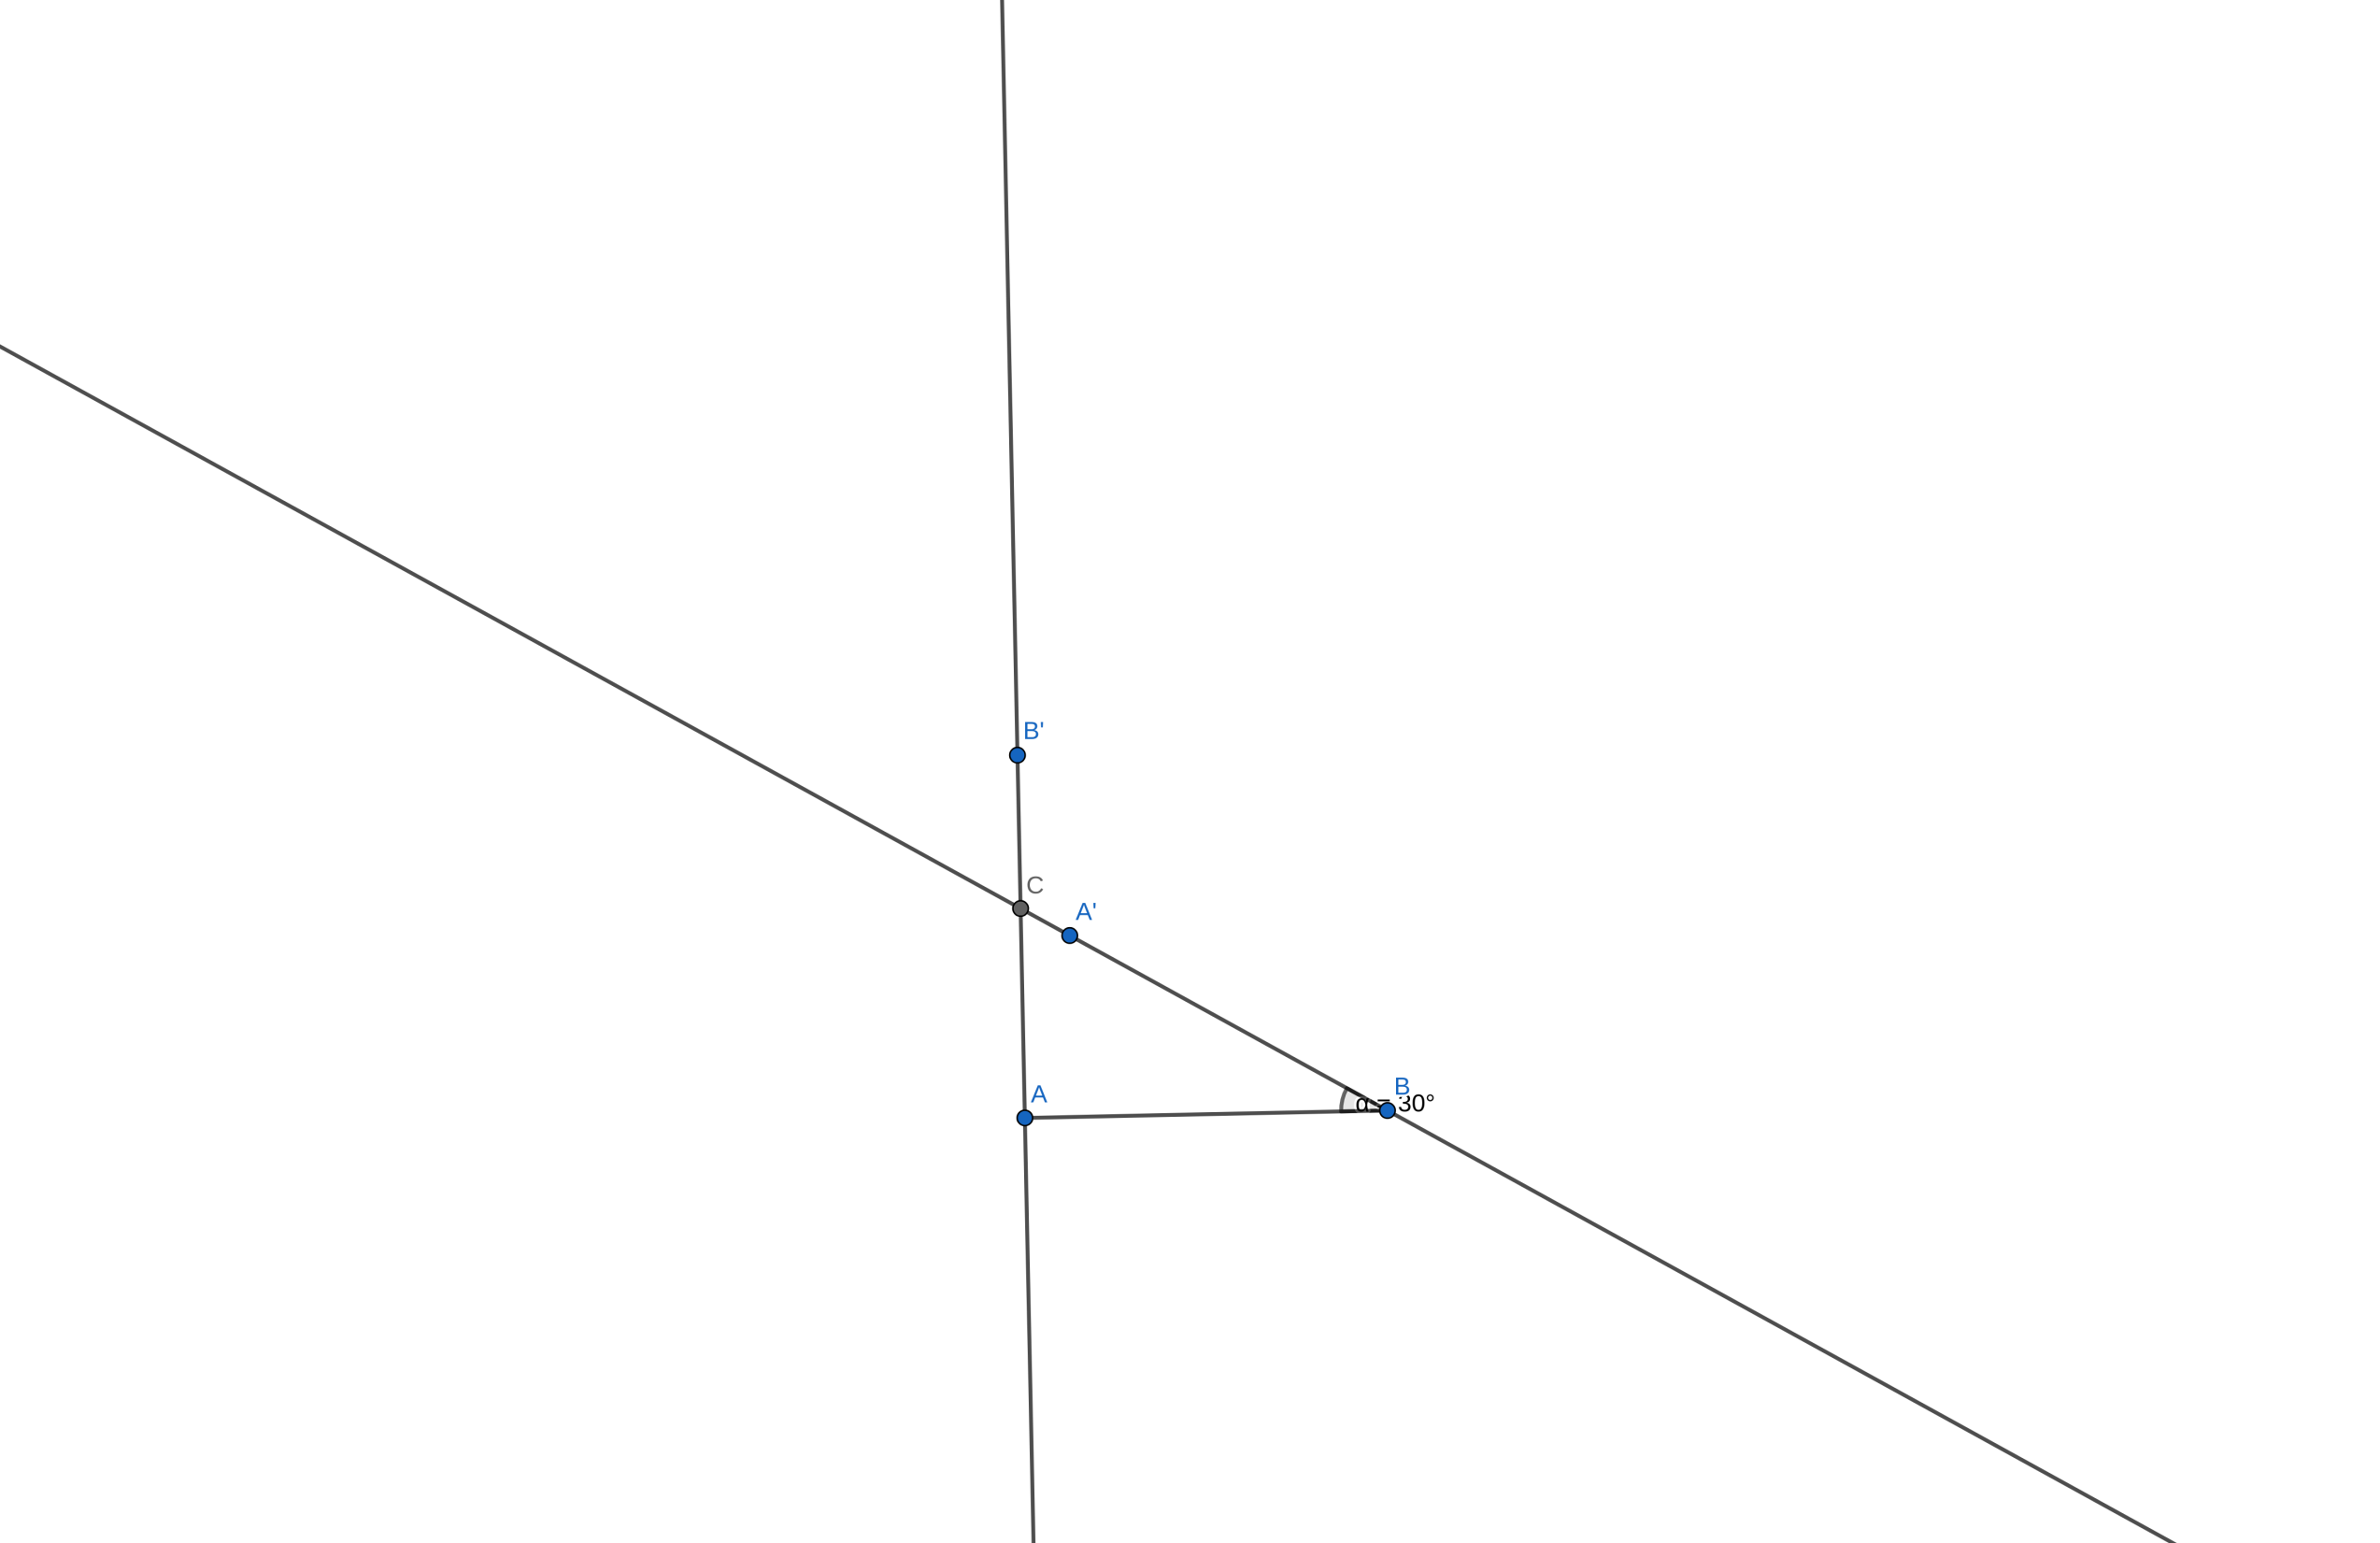 B'
C
A'
A
B
α = 30°